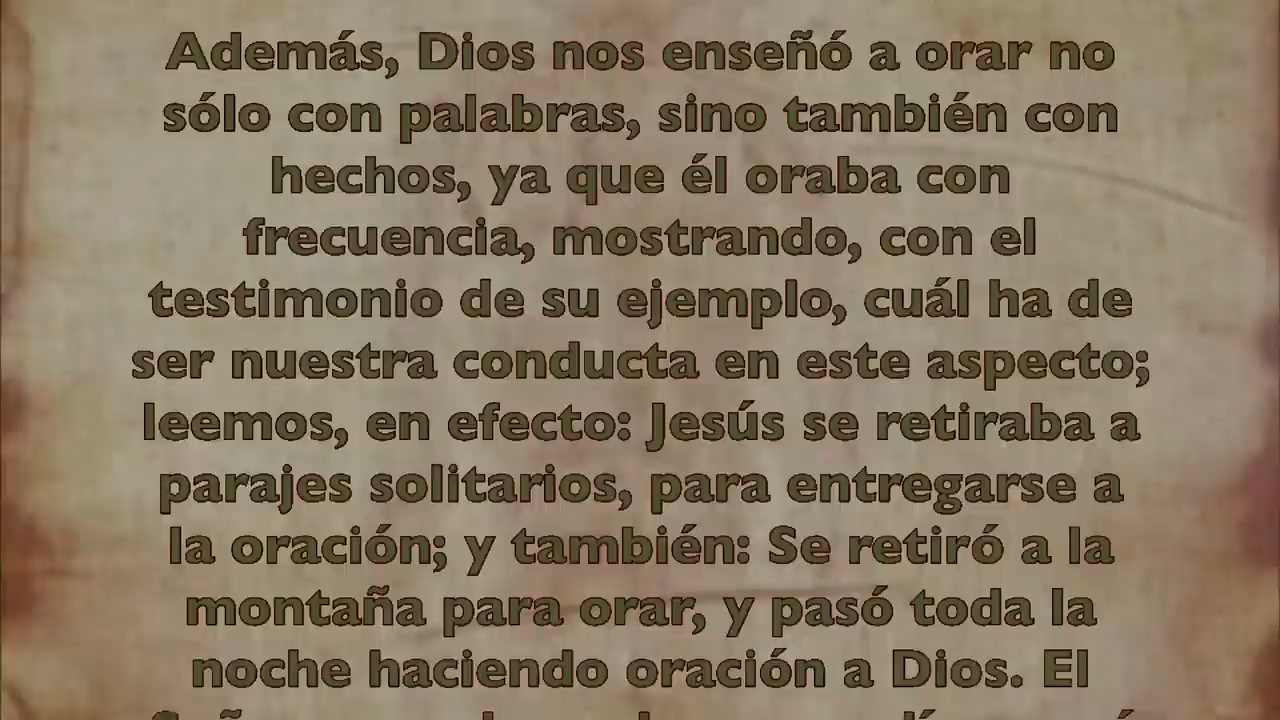 Además, Dios nos enseñó a orar no
sólo con palabras, sino también con
hechos, ya que él oraba con
frecuencia, mostrando, con el
testimonio de su ejemplo, cuál ha de
ser nuestra conducta en este aspecto;
leemos, en efecto: Jesús se retiraba a
parajes solitarios, para entregarse a
la oración; y también: Se retiró a la
montaña para orar, y pasó toda la
noche haciendo oración a Dios. El